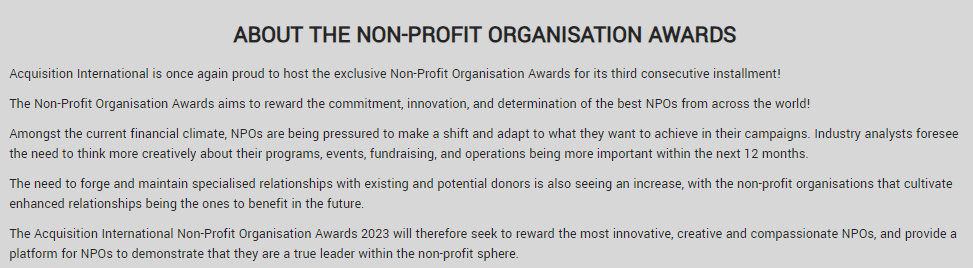 ABOUT THE NON-PROFIT ORGANISATION AWARDS
Acquisition International is once again proud to host the exclusive Non-Profit Organisation Awards for its third consecutive installment!
The Non-Profit Organisation Awards aims to reward the commitment, innovation, and determination of the best NPOs from across the world!
Amongst the current financial climate, NPOs are being pressured to make a shift and adapt to what they want to achieve in their campaigns. Industry analysts foresee
the need to think more creatively about their programs, events, fundraising, and operations being more important within the next 12 months.
The need to forge and maintain specialised relationships with existing and potential donors is also seeing an increase, with the non-profit organisations that cultivate
enhanced relationships being the ones to benefit in the future.
The Acquisition International Non-Profit Organisation Awards 2023 will therefore seek to reward the most innovative, creative and compassionate NPOs, and provide a
platform for NPOs to demonstrate that they are a true leader within the non-profit sphere.